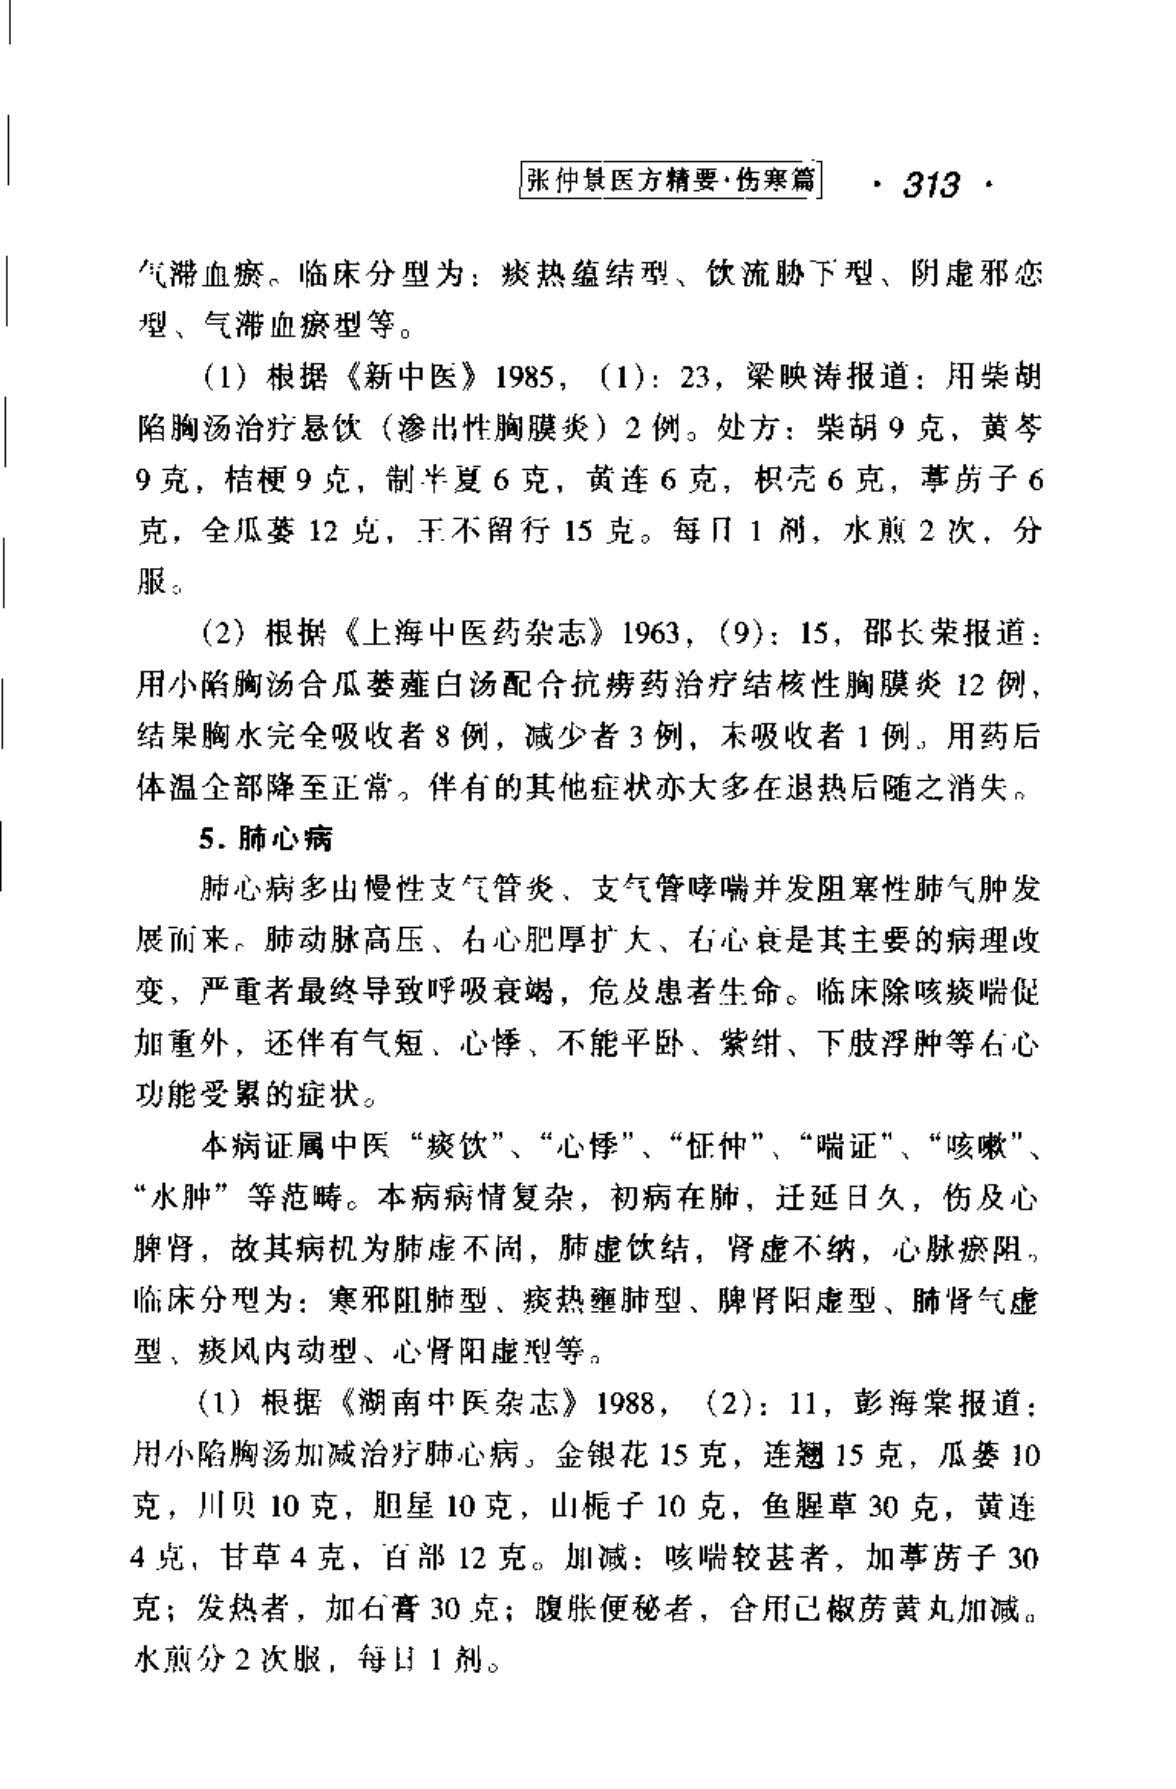 张仲景医方精要·伤寒篇 · 313 ·
气滞血瘀。临床分型为：痰热蕴结型、饮流胁下型、阴虚邪恋
型、气滞血瘀型等。
（1）根据《新中医》1985，（1）：23，梁映涛报道：用柴胡
陷胸汤治疗悬饮（渗出性胸膜炎）2例。处方：柴胡9克，黄芩
9克，桔梗9克，制半夏6克，黄连6克，枳壳6克，葶苈子6
克，全瓜蒌12克，王不留行15克。每日1剂，水煎2次，分
服。
（2）根据《上海中医药杂志》1963，（9）：15，邵长荣报道：
用小陷胸汤合瓜蒌薤白汤配合抗痨药治疗结核性胸膜炎12例，
结果胸水完全吸收者8例，减少者3例，未吸收者1例。用药后
体温全部降至正常。伴有的其他症状亦大多在退热后随之消失。
5. 肺心病
肺心病多由慢性支气管炎、支气管哮喘并发阻塞性肺气肿发
展而来。肺动脉高压、右心肥厚扩大、右心衰是其主要的病理改
变，严重者最终导致呼吸衰竭，危及患者生命。临床除咳痰喘促
加重外，还伴有气短、心悸、不能平卧、紫绀、下肢浮肿等右心
功能受累的症状。
本病证属中医“痰饮”、“心悸”、“怔忡”、“喘证”、“咳嗽”、
“水肿”等范畴。本病病情复杂，初病在肺，迁延日久，伤及心
脾肾，故其病机为肺虚不固，肺虚饮结，肾虚不纳，心脉瘀阻。
临床分型为：寒邪阻肺型、痰热壅肺型、脾肾阳虚型、肺肾气虚
型、痰风内动型、心肾阳虚型等。
（1）根据《湖南中医杂志》1988，（2）：11，彭海棠报道：
用小陷胸汤加减治疗肺心病。金银花15克，连翘15克，瓜蒌10
克，川贝10克，胆星10克，山栀子10克，鱼腥草30克，黄连
4克，甘草4克，百部12克。加减：咳喘较甚者，加葶苈子30
克；发热者，加石膏30克；腹胀便秘者，合用己椒苈黄丸加减。
水煎分2次服，每日1剂。